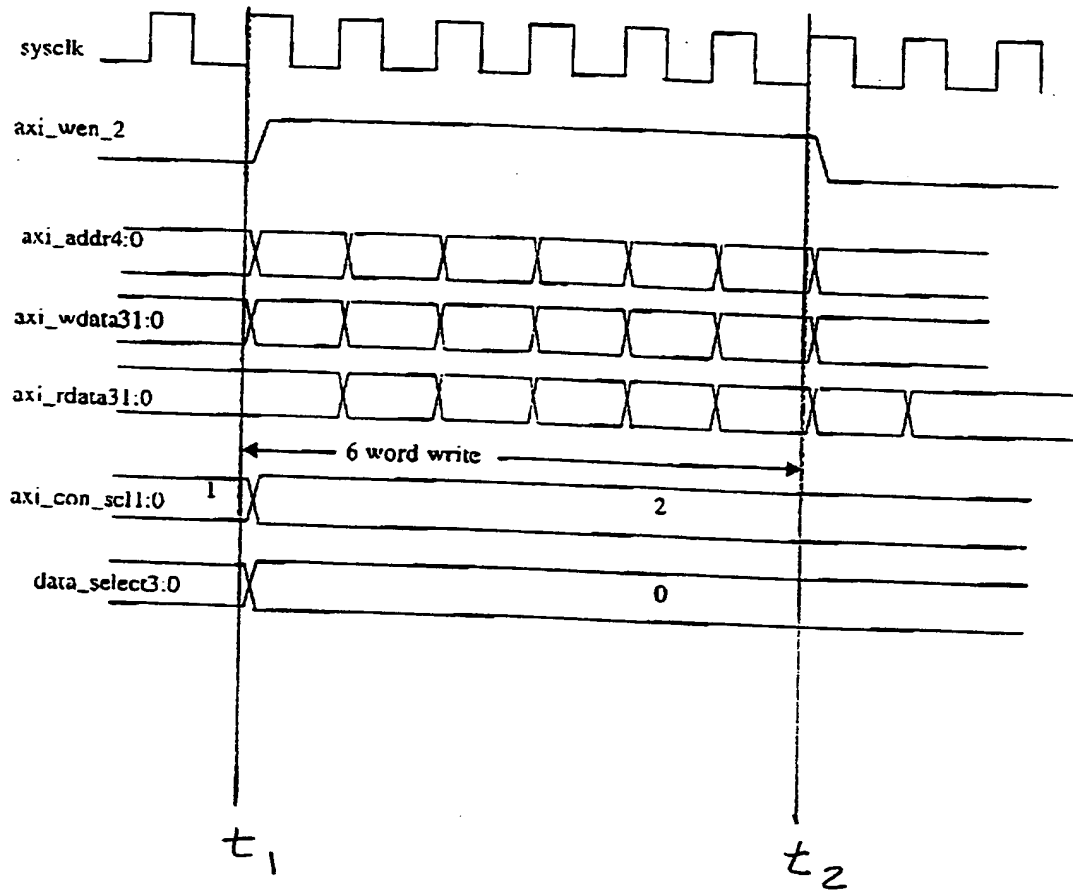 sysclk
axi_wen_2
axi_addr4:0
axi_wdata31:0
axi_rdata31:0
6 word write
axi_con_sel1:0 1 2
data_select3:0 0
t1 t2